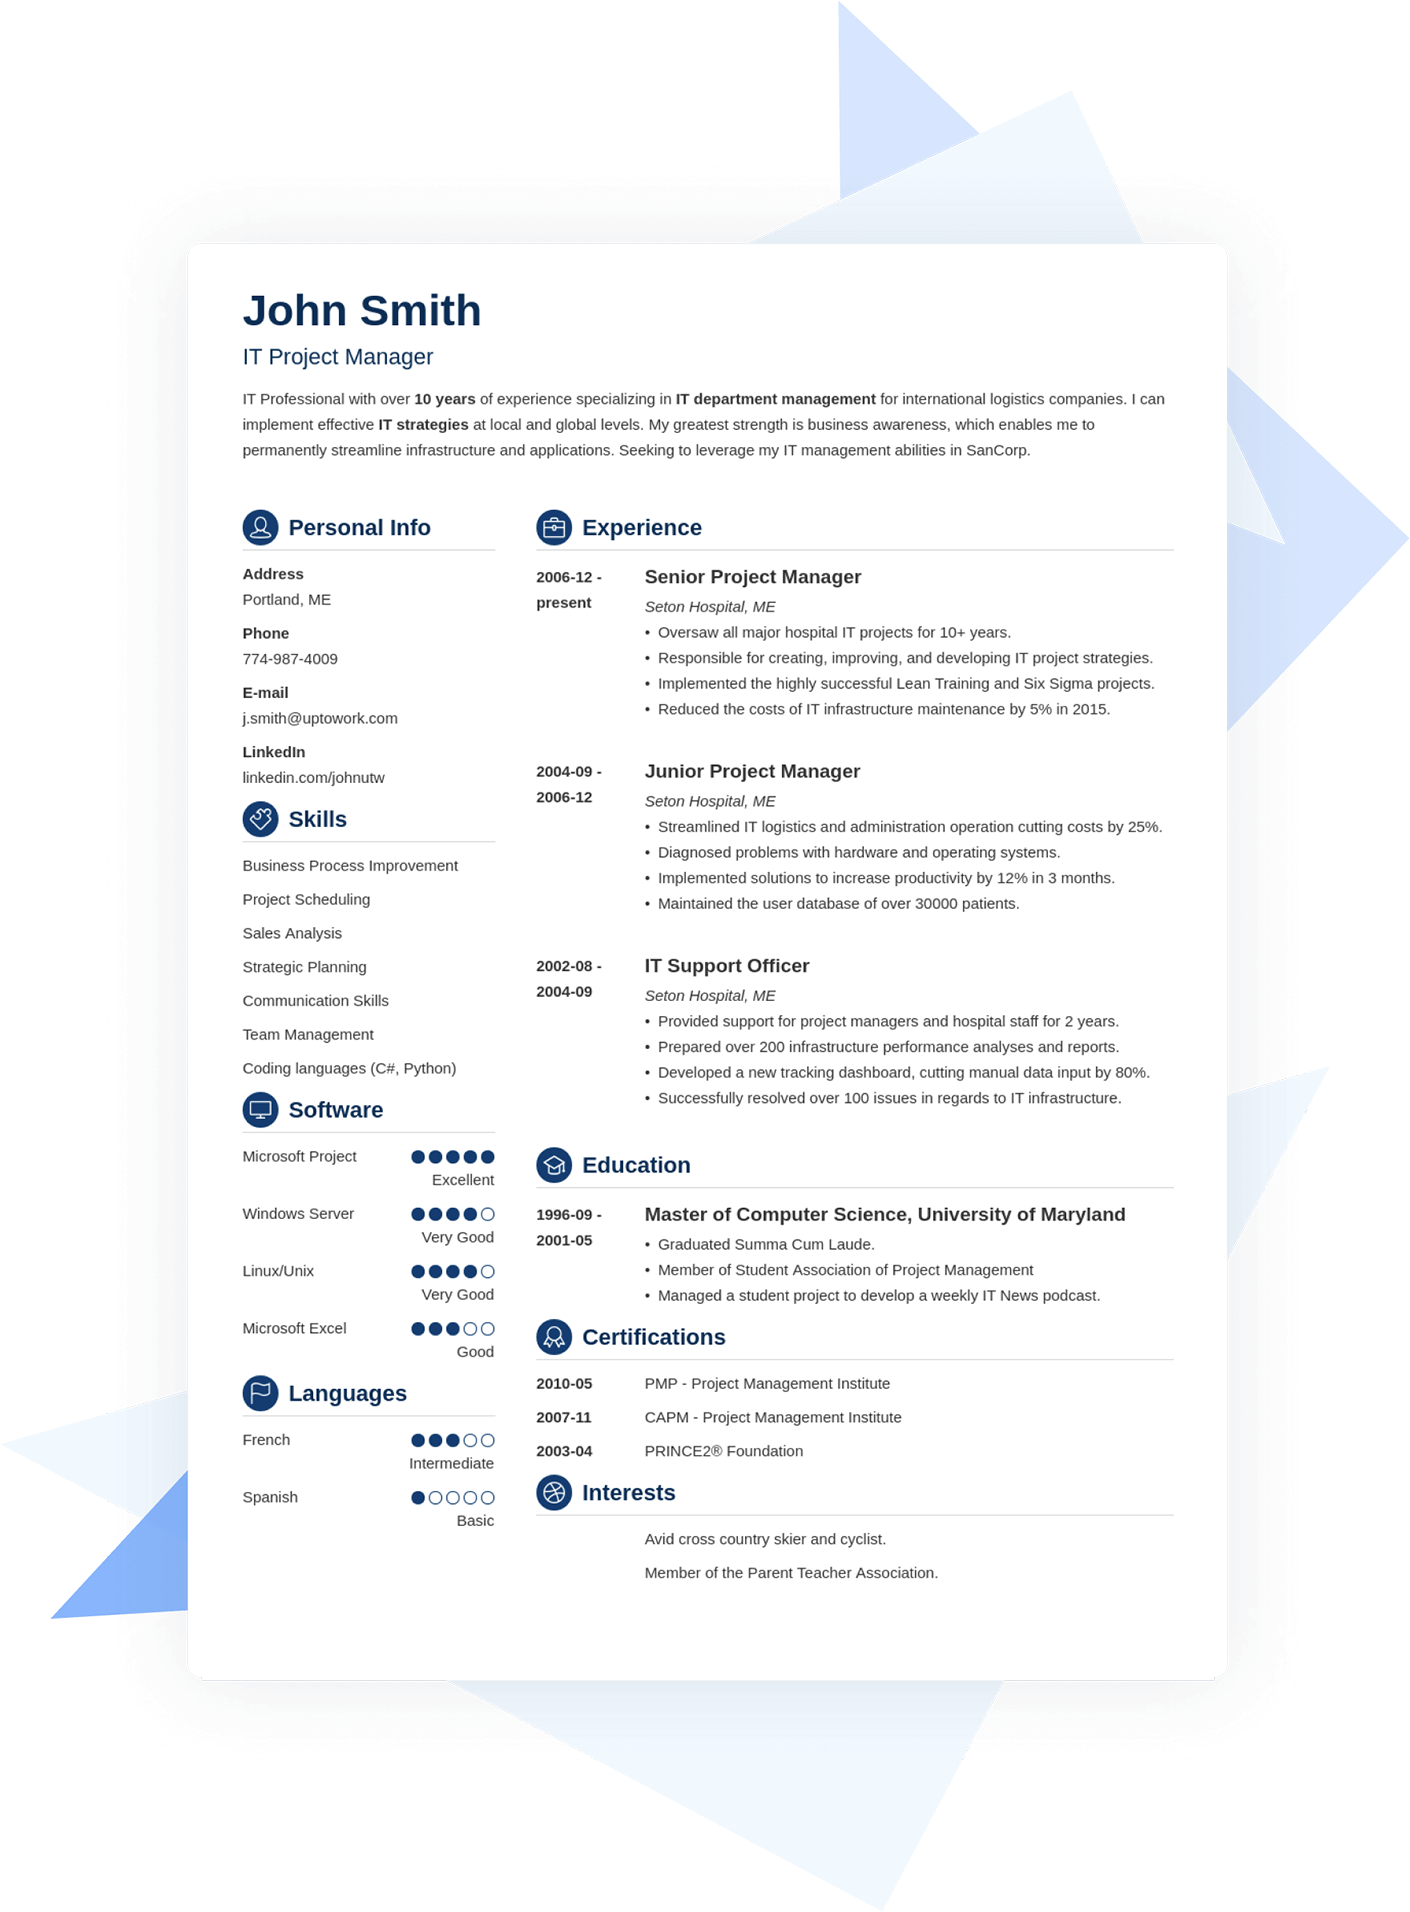 John Smith
IT Project Manager
IT Professional with over 10 years of experience specializing in IT department management for international logistics companies. I can
implement effective IT strategies at local and global levels. My greatest strength is business awareness, which enables me to
permanently streamline infrastructure and applications. Seeking to leverage my IT management abilities in SanCorp.
Personal Info
Address
Portland, ME
Phone
774-987-4009
E-mail
j.smith@uptowork.com
LinkedIn
linkedin.com/johnutw
Skills
Business Process Improvement
Project Scheduling
Sales Analysis
Strategic Planning
Communication Skills
Team Management
Coding languages (C#, Python)
Software
Microsoft Project
Excellent
Windows Server
Very Good
Linux/Unix
Very Good
Microsoft Excel
Good
Languages
French
Intermediate
Spanish
Basic
Experience
2006-12 -
present
Senior Project Manager
Seton Hospital, ME
• Oversaw all major hospital IT projects for 10+ years.
• Responsible for creating, improving, and developing IT project strategies.
• Implemented the highly successful Lean Training and Six Sigma projects.
• Reduced the costs of IT infrastructure maintenance by 5% in 2015.
2004-09 -
2006-12
Junior Project Manager
Seton Hospital, ME
• Streamlined IT logistics and administration operation cutting costs by 25%.
• Diagnosed problems with hardware and operating systems.
• Implemented solutions to increase productivity by 12% in 3 months.
• Maintained the user database of over 30000 patients.
2002-08 -
2004-09
IT Support Officer
Seton Hospital, ME
• Provided support for project managers and hospital staff for 2 years.
• Prepared over 200 infrastructure performance analyses and reports.
• Developed a new tracking dashboard, cutting manual data input by 80%.
• Successfully resolved over 100 issues in regards to IT infrastructure.
Education
1996-09 -
2001-05
Master of Computer Science, University of Maryland
• Graduated Summa Cum Laude.
• Member of Student Association of Project Management
• Managed a student project to develop a weekly IT News podcast.
Certifications
2010-05 PMP - Project Management Institute
2007-11 CAPM - Project Management Institute
2003-04 PRINCE2® Foundation
Interests
Avid cross country skier and cyclist.
Member of the Parent Teacher Association.